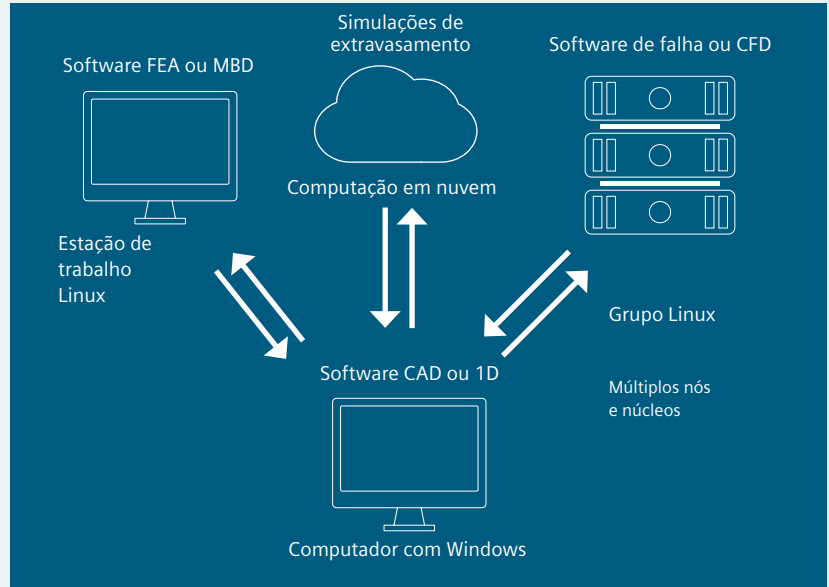 Software FEA ou MBD
Estação de
trabalho
Linux
Simulações de
extravasamento
Computação em nuvem
Software de falha ou CFD
Grupo Linux
Múltiplos nós
e núcleos
Software CAD ou 1D
Computador com Windows